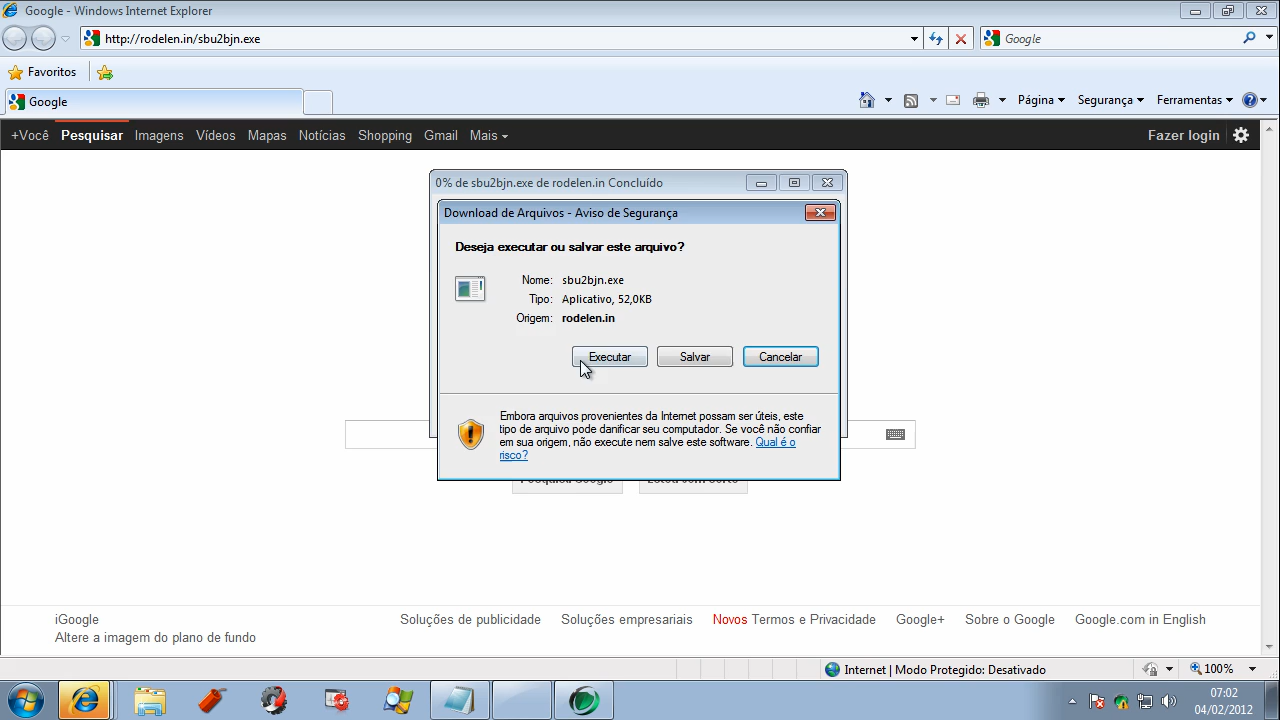 Google - Windows Internet Explorer
http://rodelen.in/sbu2bjn.exe
Google
Favoritos
Google
Página
Segurança
Ferramentas
+Você Pesquisar Imagens Vídeos Mapas Notícias Shopping Gmail Mais
Fazer login
0% de sbu2bjn.exe de rodelen.in Concluído
Download de Arquivos - Aviso de Segurança
Deseja executar ou salvar este arquivo?
Nome: sbu2bjn.exe
Tipo: Aplicativo, 52,0KB
Origem: rodelen.in
Executar Salvar Cancelar
Embora arquivos provenientes da Internet possam ser úteis, este
tipo de arquivo pode danificar seu computador. Se você não confiar
em sua origem, não execute nem salve este software. Qual é o
risco?
iGoogle
Soluções de publicidade Soluções empresariais Novos Termos e Privacidade Google+ Sobre o Google Google.com in English
Altere a imagem do plano de fundo
Internet | Modo Protegido: Desativado
100%
07:02
04/02/2012